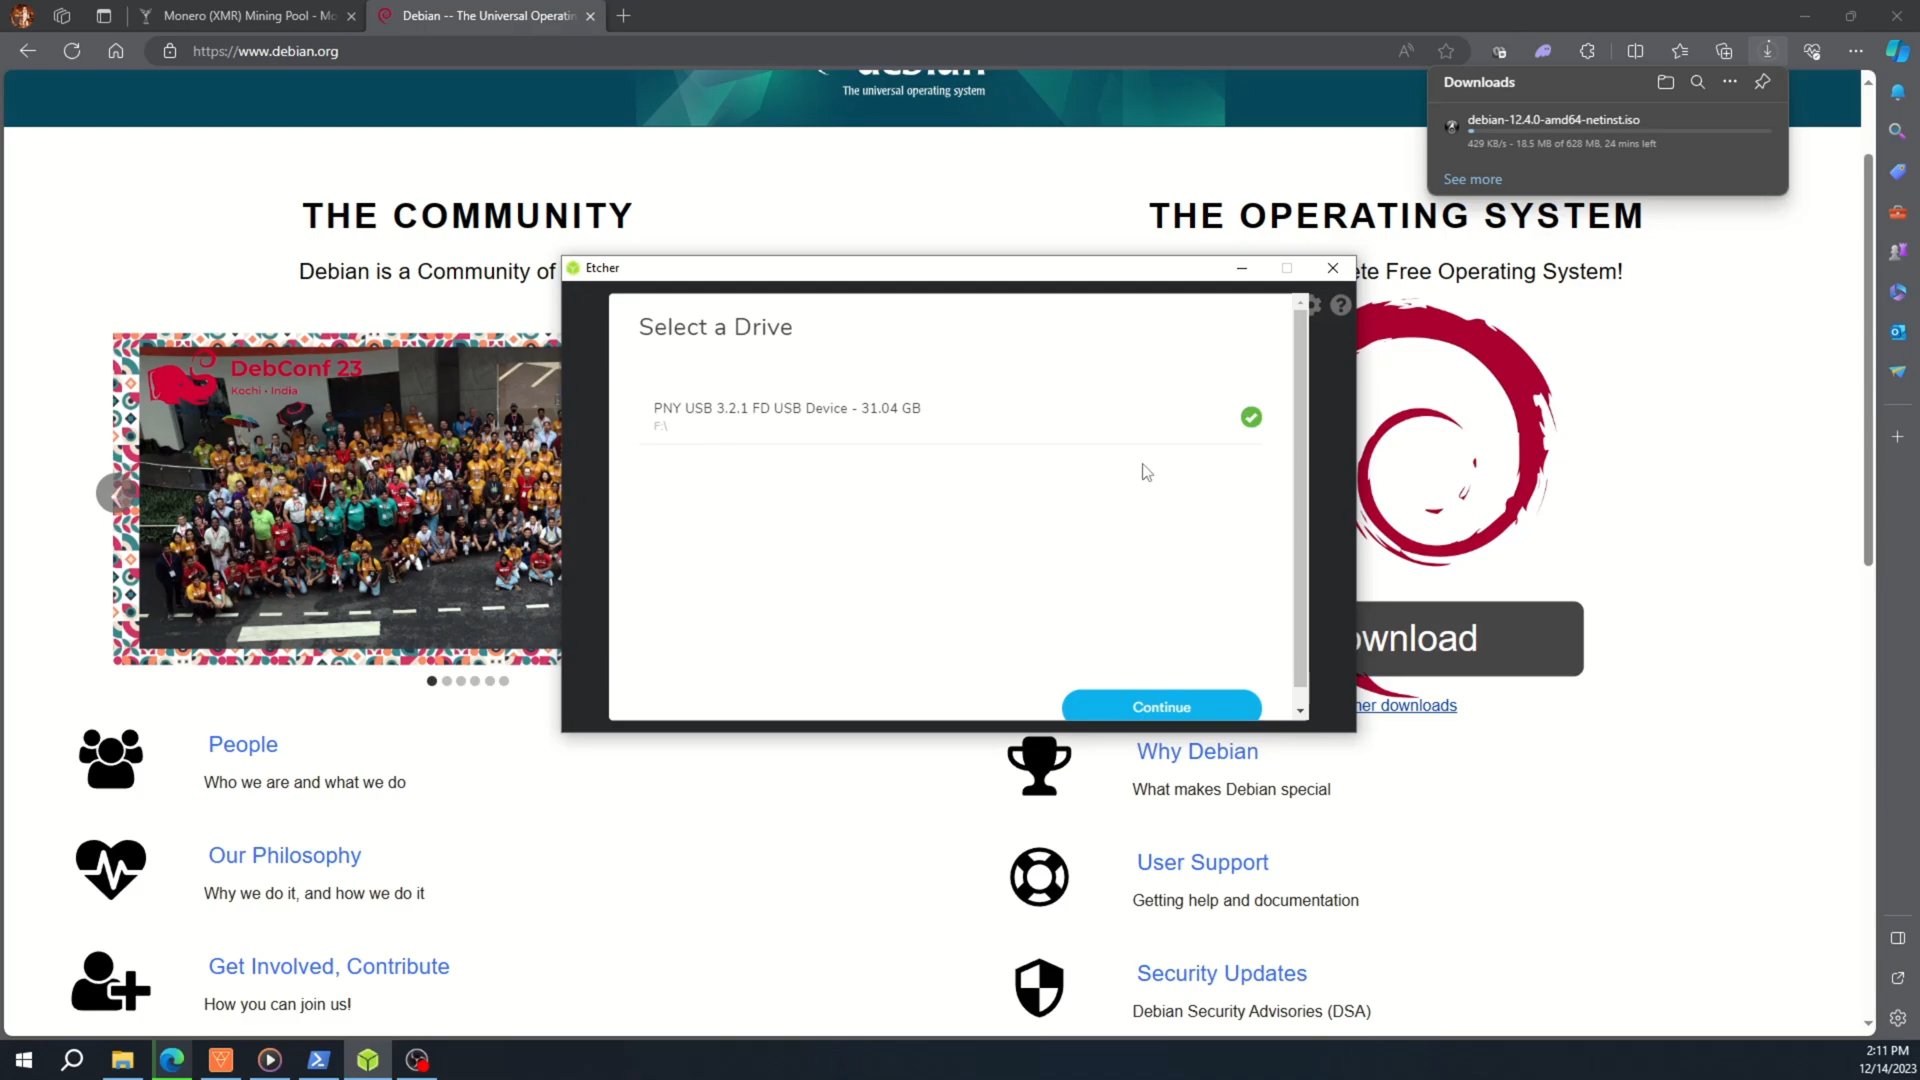 Monero (XMR) Mining Pool - Mo
Debian -- The Universal Operatin
https://www.debian.org
The universal operating system
Downloads
debian-12.4.0-amd64-netinst.iso
429 KB/s - 18.5 MB of 628 MB, 24 mins left
See more
THE COMMUNITY
THE OPERATING SYSTEM
Debian is a Community of
ete Free Operating System!
Etcher
Select a Drive
PNY USB 3.2.1 FD USB Device - 31.04 GB
F:\
Continue
DebConf 23
Kochi • India
ownload
her downloads
People
Who we are and what we do
Why Debian
What makes Debian special
Our Philosophy
Why we do it, and how we do it
User Support
Getting help and documentation
Get Involved, Contribute
How you can join us!
Security Updates
Debian Security Advisories (DSA)
2:11 PM
12/14/2023